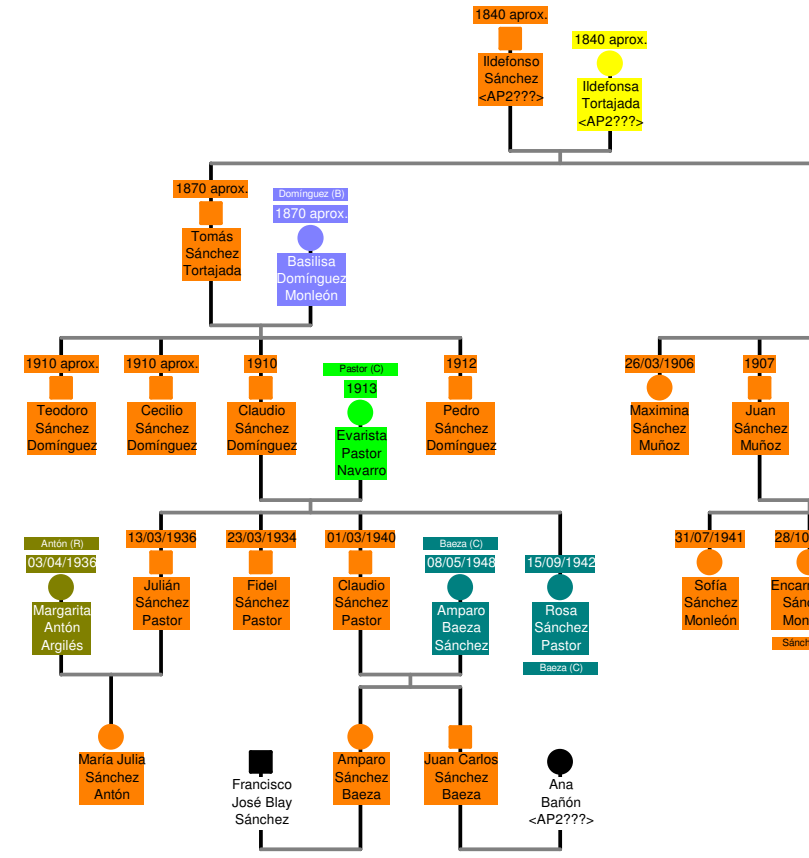 1840 aprox.
Ildefonso
Sánchez
<AP2???>
1840 aprox.
Ildefonsa
Tortajada
<AP2???>
1870 aprox.
Tomás
Sánchez
Tortajada
Domínguez (B)
1870 aprox.
Basilisa
Domínguez
Monleón
1910 aprox.
Teodoro
Sánchez
Domínguez
1910 aprox.
Cecilio
Sánchez
Domínguez
1910
Claudio
Sánchez
Domínguez
Pastor (C)
1913
Evarista
Pastor
Navarro
1912
Pedro
Sánchez
Domínguez
26/03/1906
Maximina
Sánchez
Muñoz
1907
Juan
Sánchez
Muñoz
Antón (R)
03/04/1936
Margarita
Antón
Argilés
13/03/1936
Julián
Sánchez
Pastor
23/03/1934
Fidel
Sánchez
Pastor
01/03/1940
Claudio
Sánchez
Pastor
Baeza (C)
08/05/1948
Amparo
Baeza
Sánchez
15/09/1942
Rosa
Sánchez
Pastor
Baeza (C)
31/07/1941
Sofía
Sánchez
Monleón
28/10
Encarn
Sánc
Mon
Sánch
María Julia
Sánchez
Antón
Francisco
José Blay
Sánchez
Amparo
Sánchez
Baeza
Juan Carlos
Sánchez
Baeza
Ana
Bañón
<AP2???>